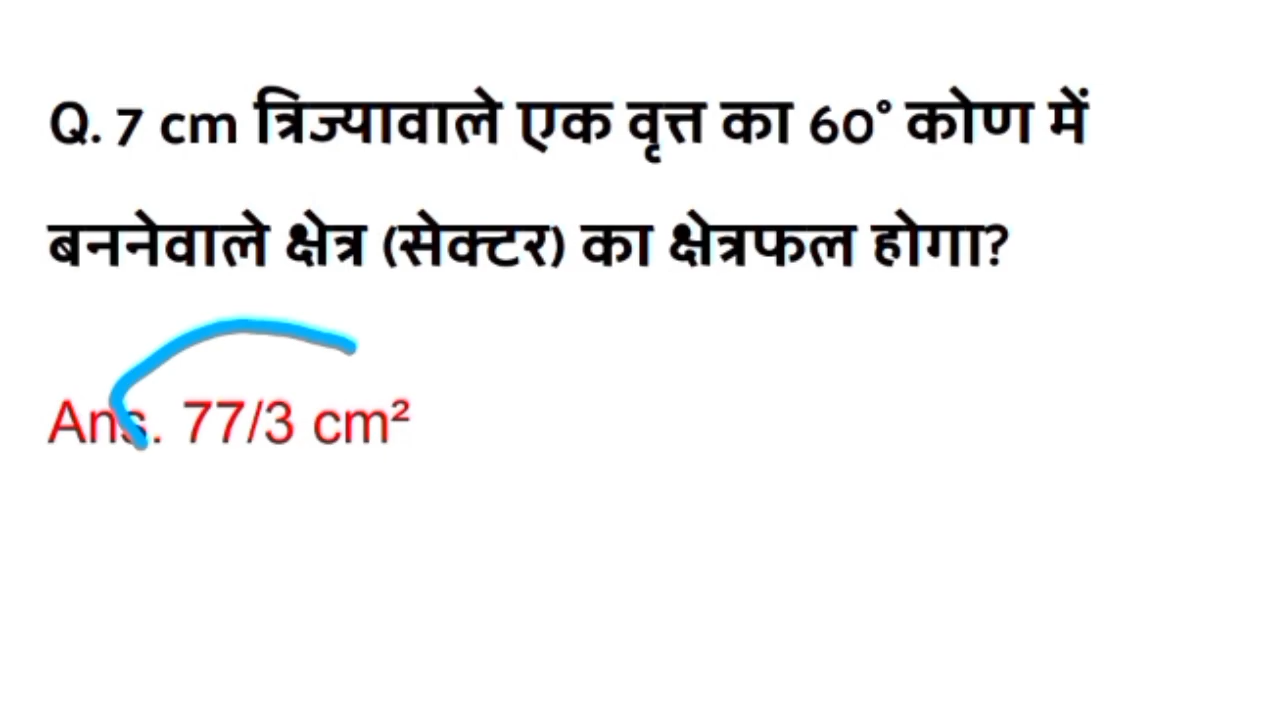 Q. 7 cm त्रिज्यावाले एक वृत्त का 60° कोण में
बननेवाले क्षेत्र (सेक्टर) का क्षेत्रफल होगा?
Ans. 77/3 cm²